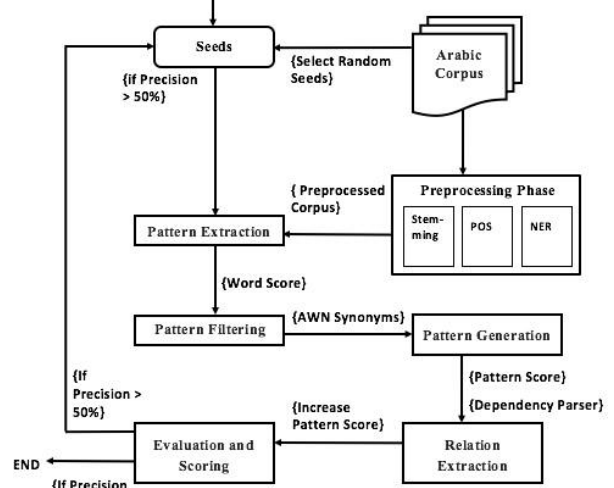 Seeds
{Select Random
Seeds}
Arabic
Corpus
{if Precision
> 50%}
{ Preprocessed
Corpus}
Preprocessing Phase
Stem-
ming
POS
NER
Pattern Extraction
{Word Score}
Pattern Filtering
{AWN Synonyms}
Pattern Generation
{Pattern Score}
{Dependency Parser}
{If
Precision >
50%}
{Increase
Pattern Score}
Evaluation and
Scoring
Relation
Extraction
END
{If Precision